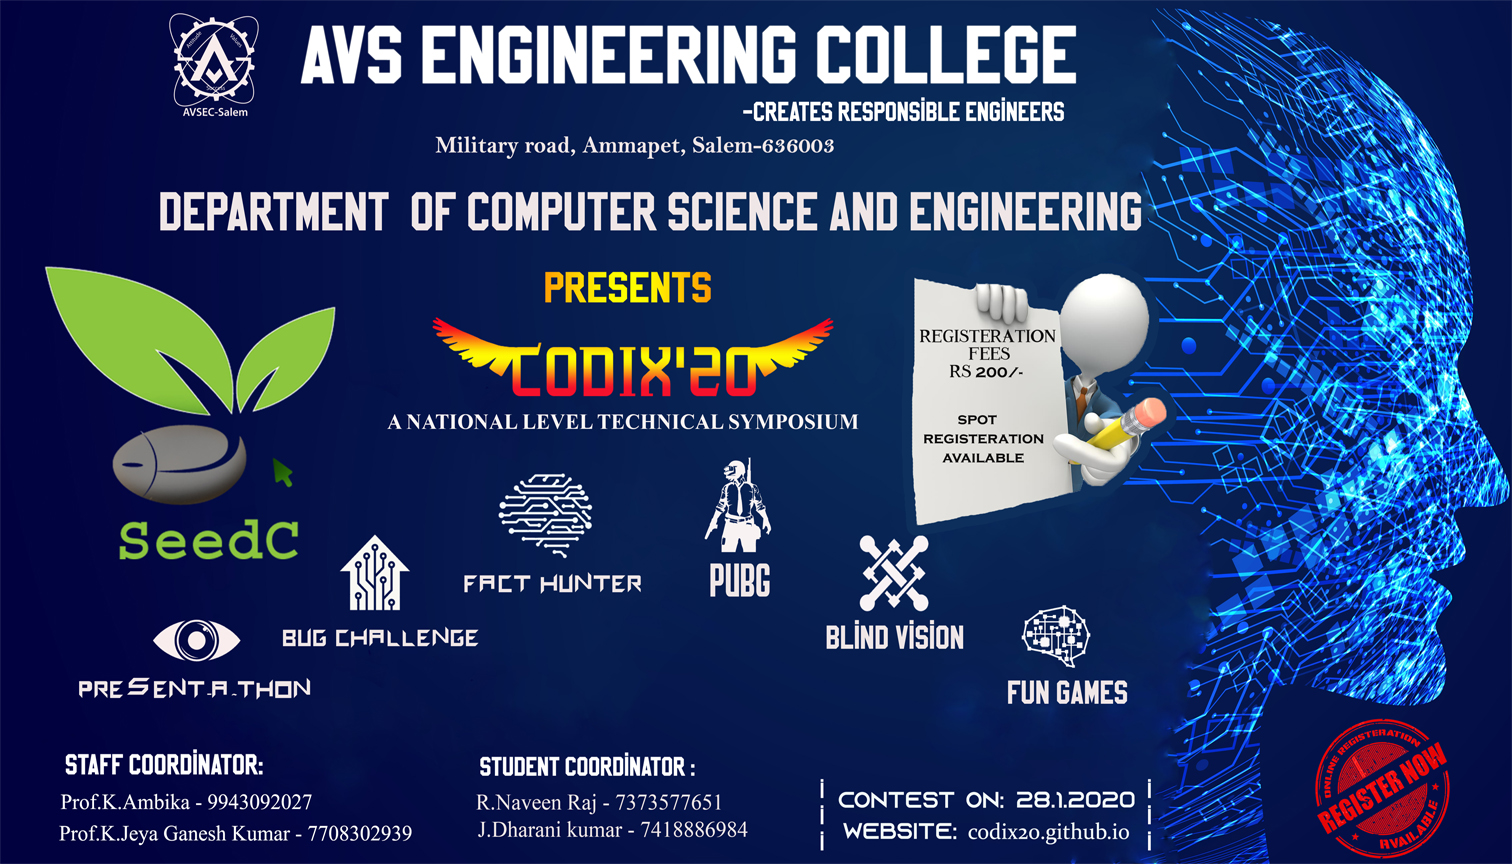 Attitude
Values
Success
AVSEC-Salem
AVS ENGINEERING COLLEGE
-CREATES RESPONSIBLE ENGINEERS
Military road, Ammapet, Salem-636003
DEPARTMENT OF COMPUTER SCIENCE AND ENGINEERING
PRESENTS
CODIX'20
A NATIONAL LEVEL TECHNICAL SYMPOSIUM
REGISTERATION
FEES
RS 200/-
SPOT
REGISTERATION
AVAILABLE
SeedC
PRESENT.A.THON
BUG CHALLENGE
FACT HUNTER
PUBG
BLIND VISION
FUN GAMES
STAFF COORDINATOR:
Prof.K.Ambika - 9943092027
Prof.K.Jeya Ganesh Kumar - 7708302939
STUDENT COORDINATOR :
R.Naveen Raj - 7373577651
J.Dharani kumar - 7418886984
CONTEST ON: 28.1.2020
WEBSITE: codix20.github.io
ONLINE REGISTERATION
REGISTER NOW
AVAILABLE